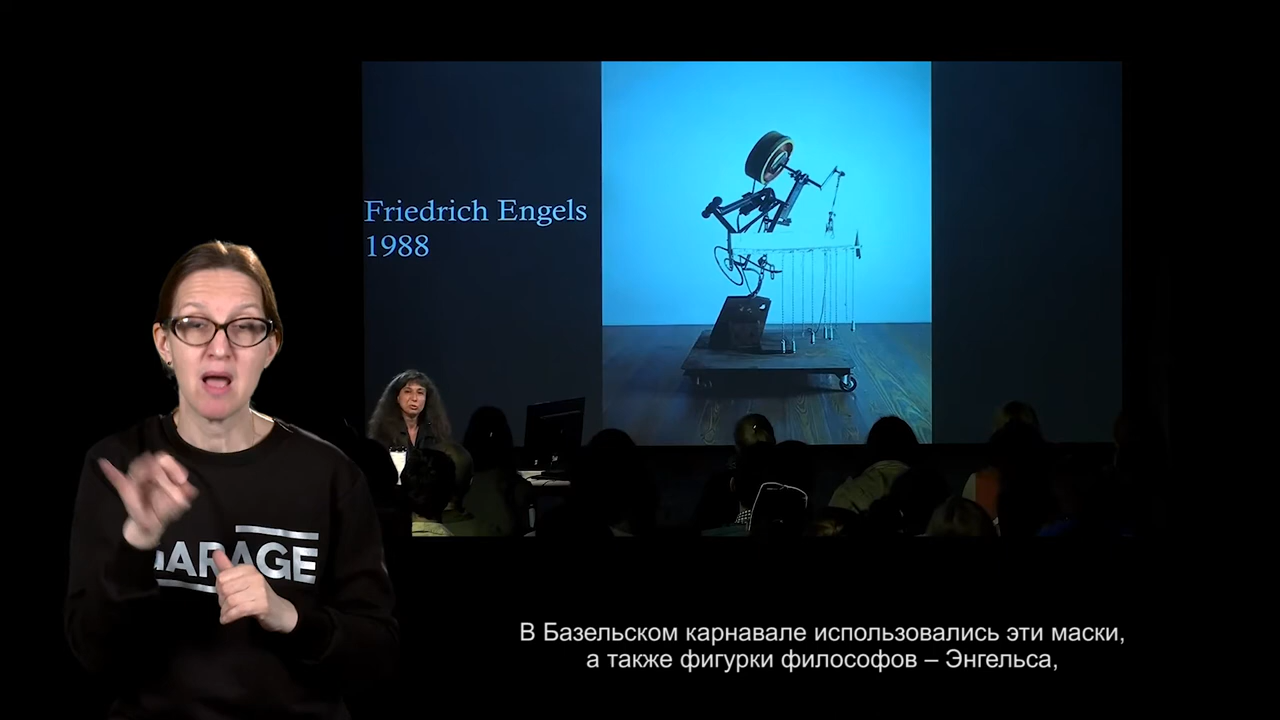 Friedrich Engels
1988
GARAGE
В Базельском карнавале использовались эти маски,
а также фигурки философов – Энгельса,